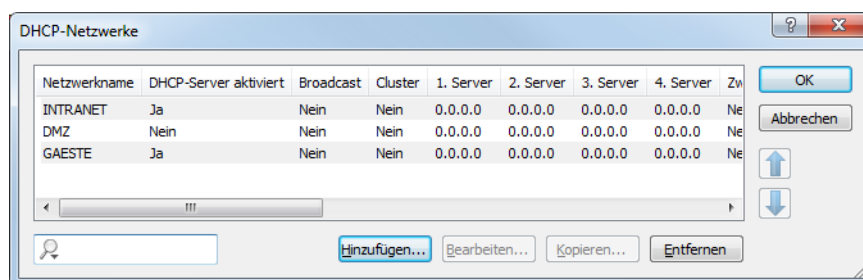 DHCP-Netzwerke
Netzwerkname DHCP-Server aktiviert Broadcast Cluster 1. Server 2. Server 3. Server 4. Server Zw
INTRANET Ja Nein Nein 0.0.0.0 0.0.0.0 0.0.0.0 0.0.0.0 Ne
DMZ Nein Nein Nein 0.0.0.0 0.0.0.0 0.0.0.0 0.0.0.0 Ne
GAESTE Ja Nein Nein 0.0.0.0 0.0.0.0 0.0.0.0 0.0.0.0 Ne
OK
Abbrechen
Hinzufügen... Bearbeiten... Kopieren... Entfernen